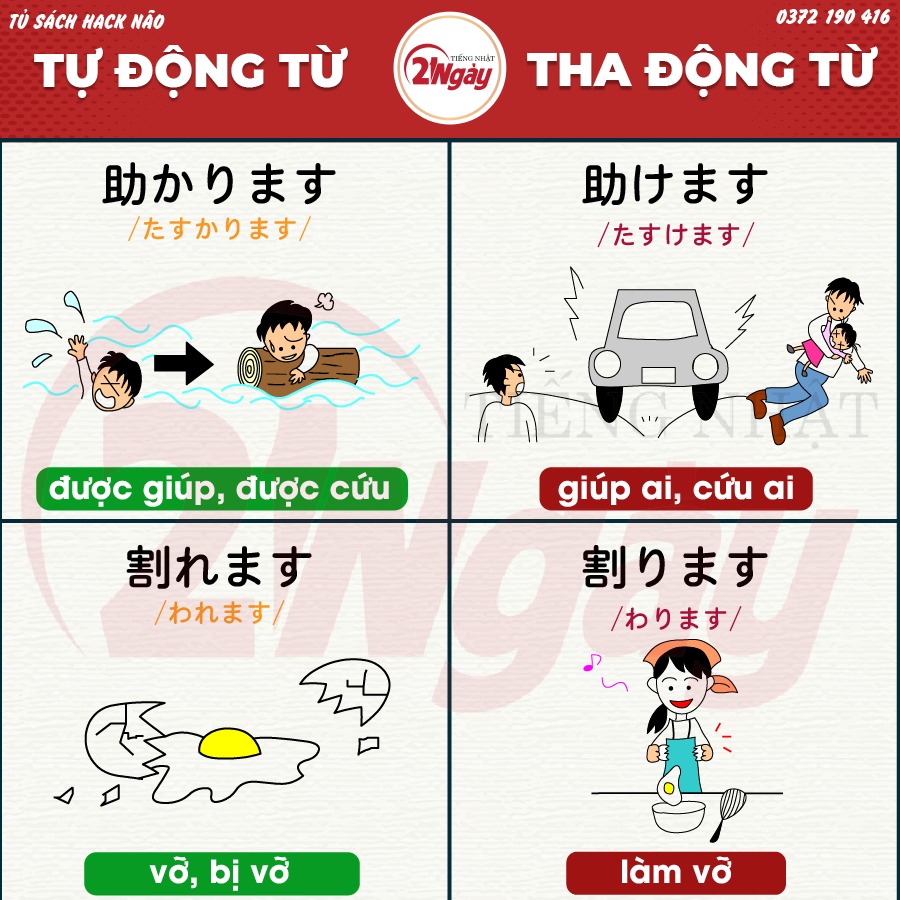 TỦ SÁCH HACK NÃO
0372 190 416
TỰ ĐỘNG TỪ
TIẾNG NHẬT
21Ngày
THA ĐỘNG TỪ
助かります
/たすかります/
助けます
/たすけます/
TIẾNG NHẬT
được giúp, được cứu
giúp ai, cứu ai
21Ngày
割れます
/われます/
割ります
/わります/
vỡ, bị vỡ
làm vỡ